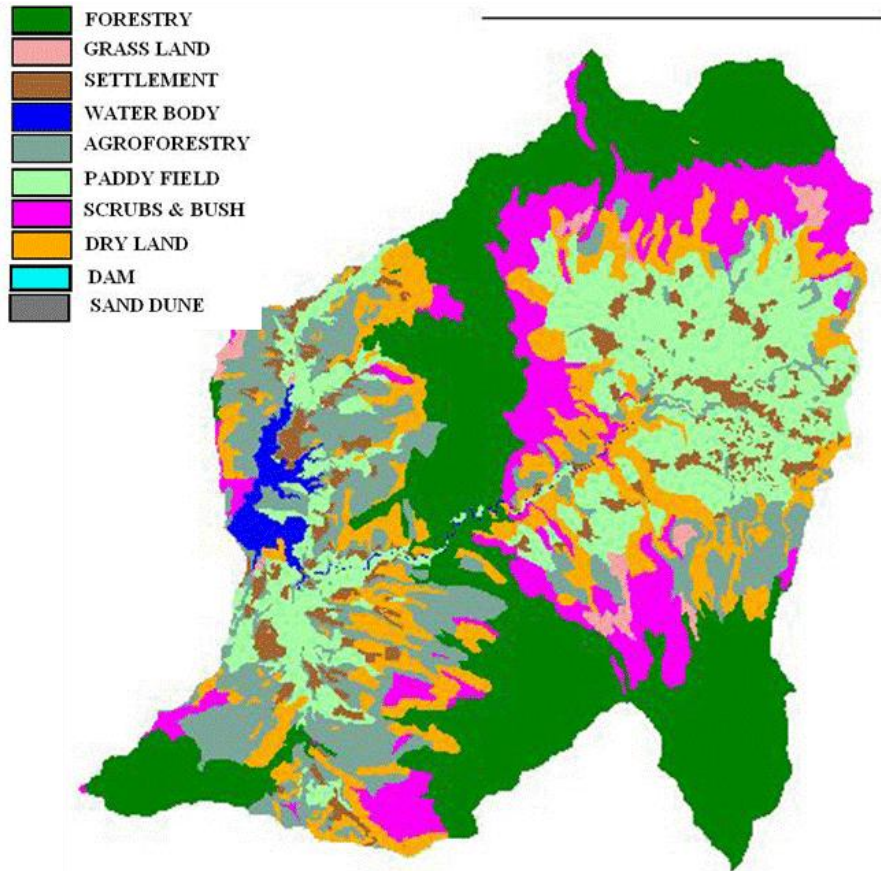 FORESTRY
GRASS LAND
SETTLEMENT
WATER BODY
AGROFORESTRY
PADDY FIELD
SCRUBS & BUSH
DRY LAND
DAM
SAND DUNE